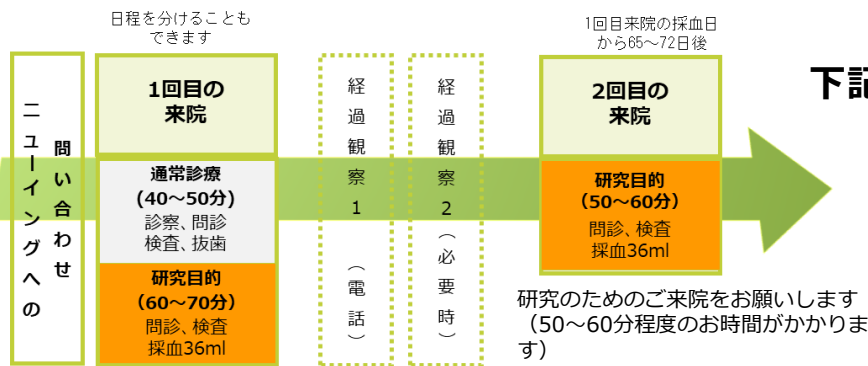 日程を分けることも
できます
1回目来院の採血日
から65～72日後
下記
ニューイングへの
問い合わせ
1回目の
来院
通常診療
(40～50分)
診察、問診
検査、抜歯
研究目的
(60～70分)
問診、検査
採血36ml
経過観察1（電話）
経過観察2（必要時）
2回目の
来院
研究目的
（50～60分）
問診、検査
採血36ml
研究のためのご来院をお願いします
（50～60分程度のお時間がかかりま
す）